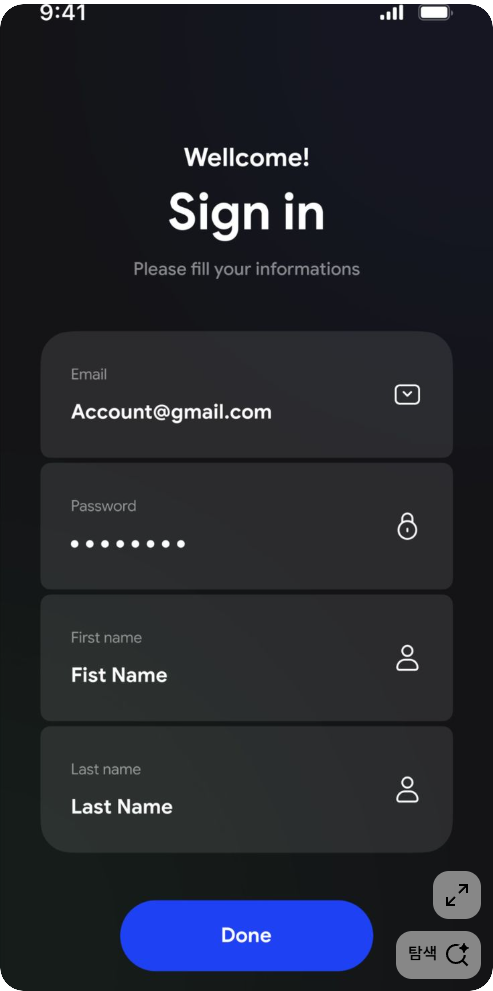 9:41
Wellcome!
Sign in
Please fill your informations
Email
Account@gmail.com
Password
First name
Fist Name
Last name
Last Name
Done
탐색